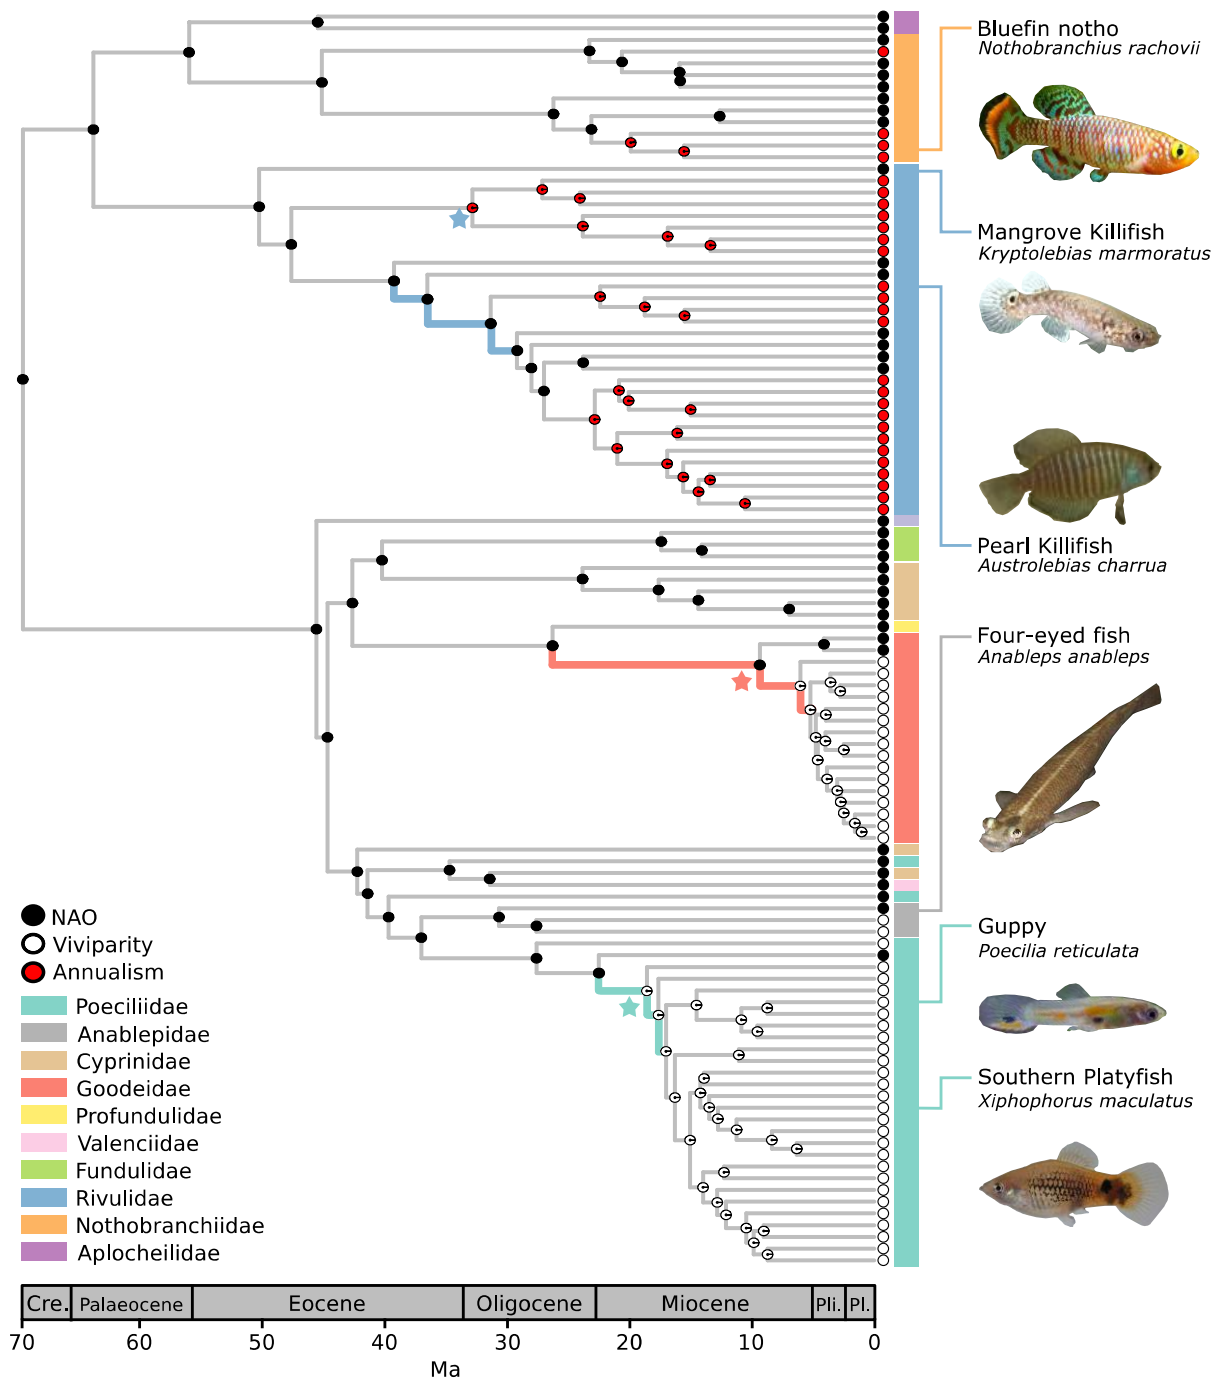 Bluefin notho
Nothobranchius rachovii
Mangrove Killifish
Kryptolebias marmoratus
Pearl Killifish
Austrolebias charrua
Four-eyed fish
Anableps anableps
Guppy
Poecilia reticulata
Southern Platyfish
Xiphophorus maculatus
NAO
Viviparity
Annualism
Poeciliidae
Anablepidae
Cyprinidae
Goodeidae
Profundulidae
Valenciidae
Fundulidae
Rivulidae
Nothobranchiidae
Aplocheilidae
Cre. Palaeocene Eocene Oligocene Miocene Pli. Pl.
70 60 50 40 30 20 10 0
Ma